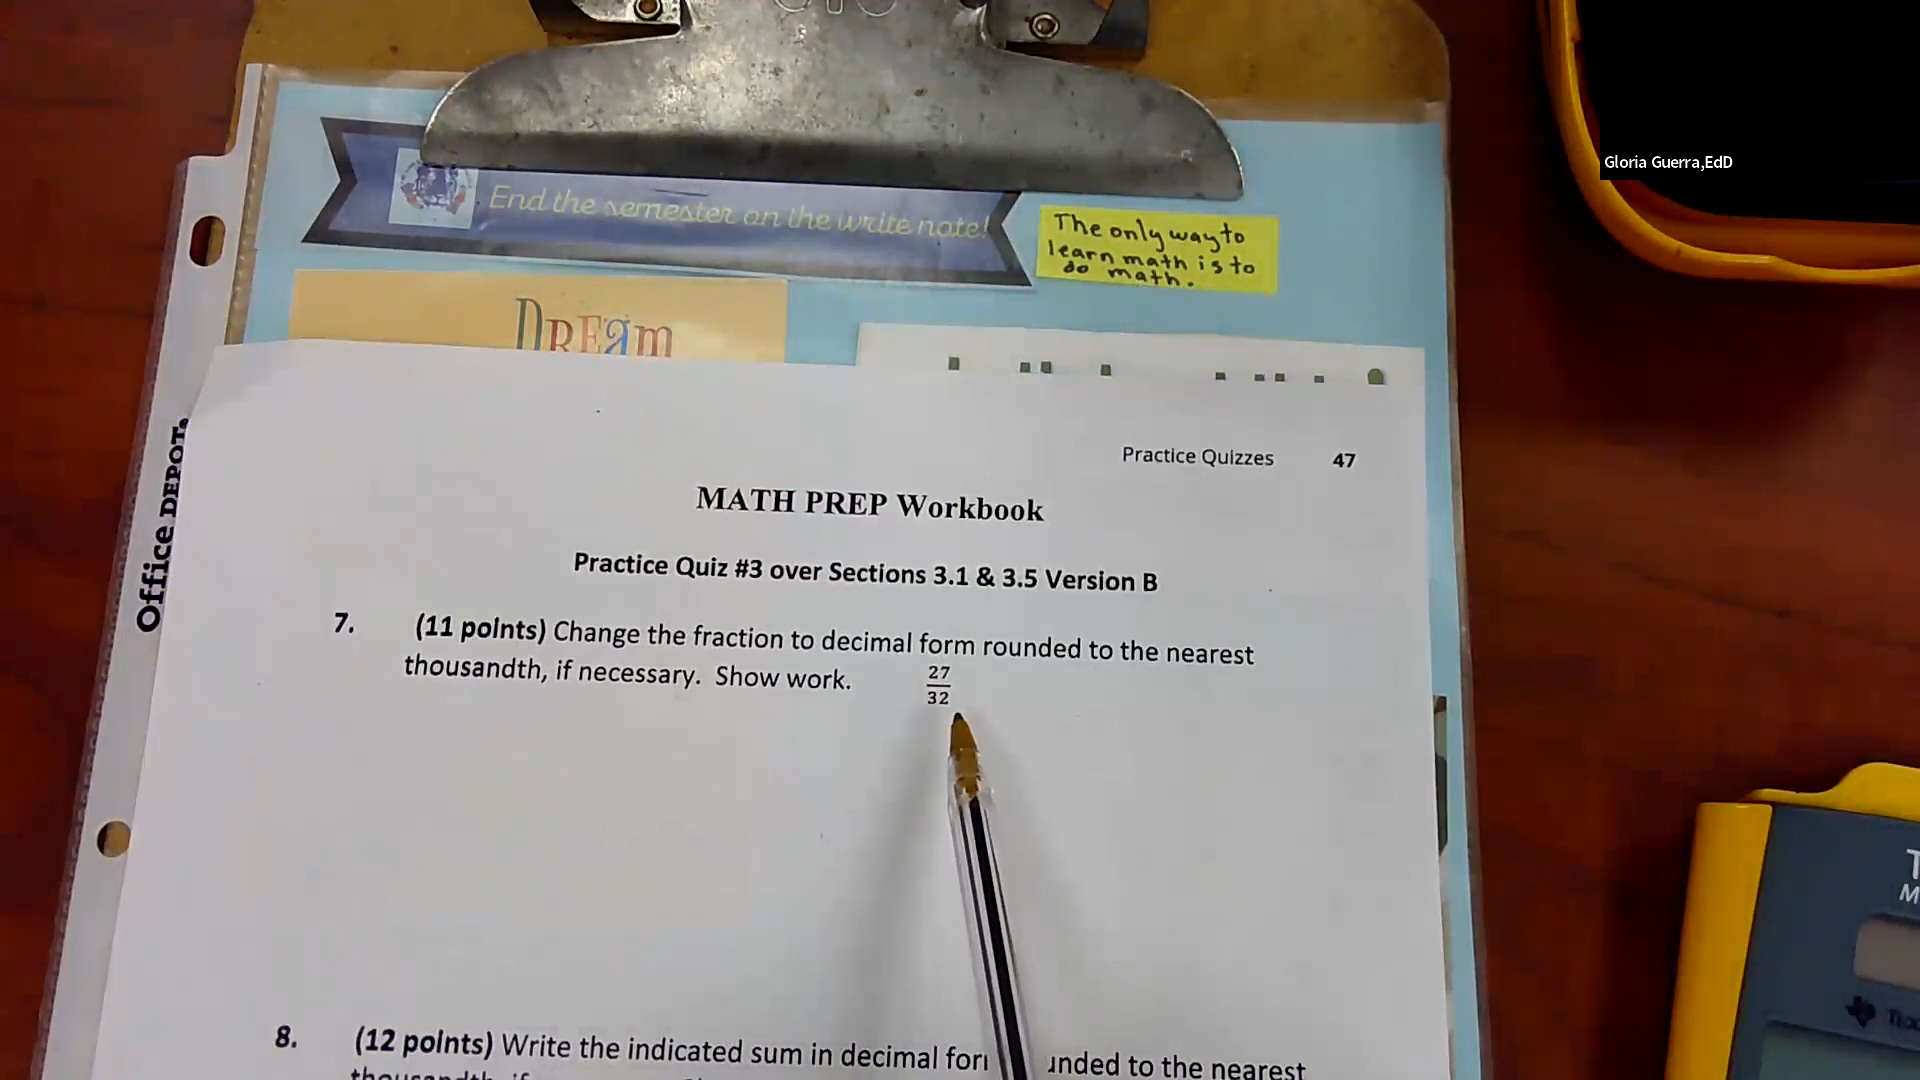 Gloria Guerra,EdD
End the semester on the write note!
The only way to
learn math is to
do math.
DREam
Office DEPOT
Practice Quizzes 47
MATH PREP Workbook
Practice Quiz #3 over Sections 3.1 & 3.5 Version B
7. (11 points) Change the fraction to decimal form rounded to the nearest
thousandth, if necessary. Show work. 27/32
8. (12 points) Write the indicated sum in decimal for unded to the nearest